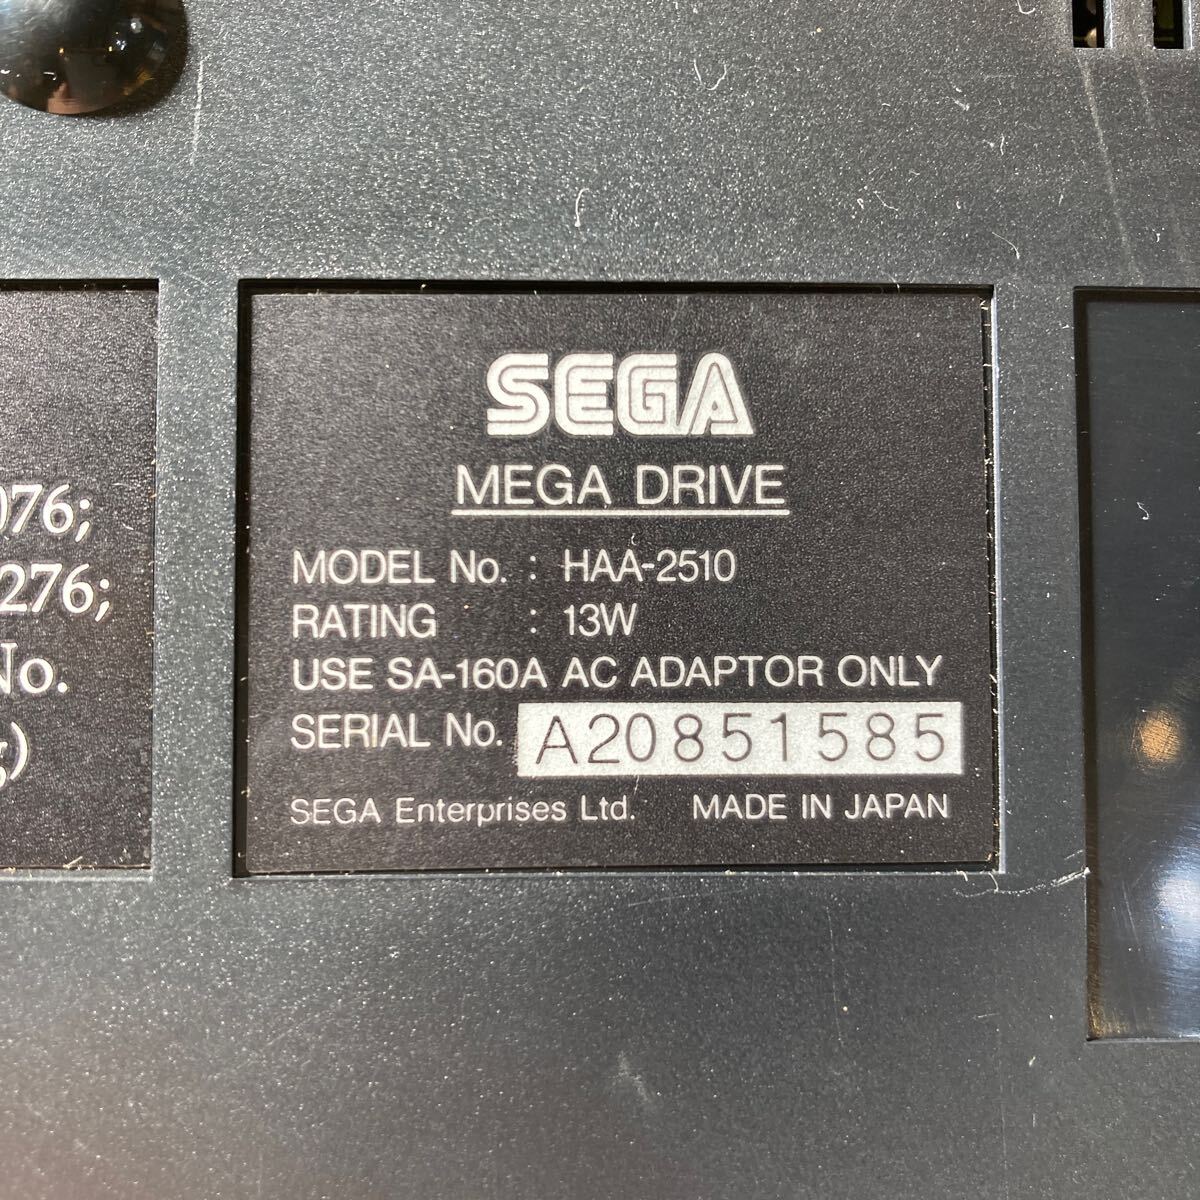 076;
276;
No.
g)
SEGA
MEGA DRIVE
MODEL No. : HAA-2510
RATING : 13W
USE SA-160A AC ADAPTOR ONLY
SERIAL No. A20851585
SEGA Enterprises Ltd. MADE IN JAPAN